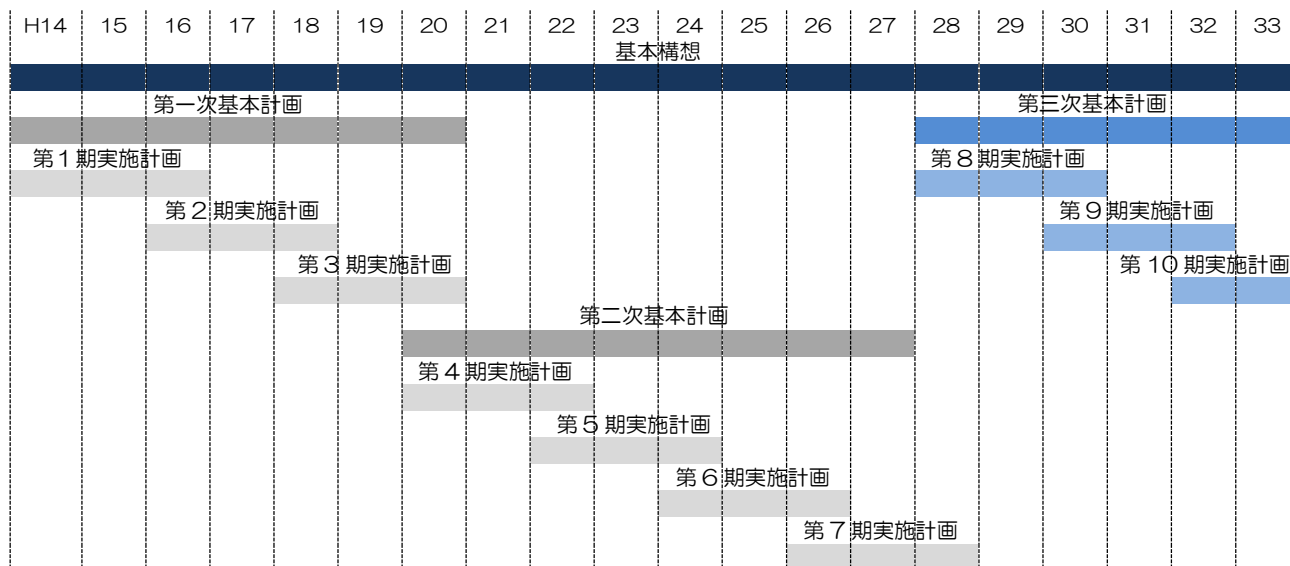 H14 15 16 17 18 19 20 21 22 23 24 25 26 27 28 29 30 31 32 33
基本構想
第一次基本計画 第三次基本計画
第1期実施計画 第8期実施計画
第2期実施計画 第9期実施計画
第3期実施計画 第10期実施計画
第二次基本計画
第4期実施計画
第5期実施計画
第6期実施計画
第7期実施計画